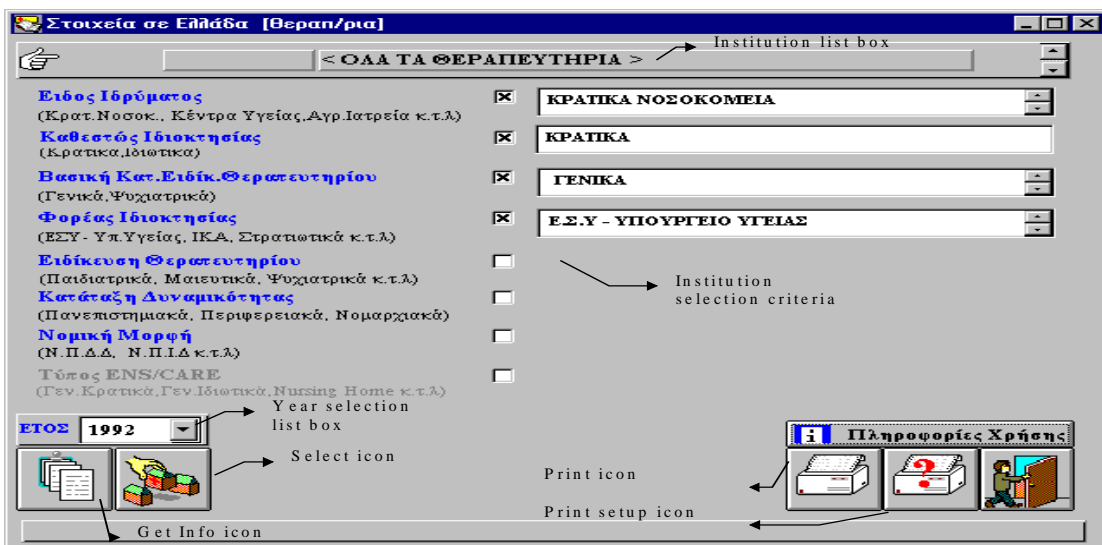 Στοιχεία σε Ελλάδα [Θεραπ/ρια]
Institution list box
< ΟΛΑ ΤΑ ΘΕΡΑΠΕΥΤΗΡΙΑ >
Ειδος Ιδρύματος
ΚΡΑΤΙΚΑ ΝΟΣΟΚΟΜΕΙΑ
(Κρατ.Νοσοκ., Κέντρα Υγείας,Αγρ.Ιατρεία κ.τ.λ)
Καθεστώς Ιδιοκτησίας
ΚΡΑΤΙΚΑ
(Κρατικα,Ιδιωτικα)
Βασική Κατ.Ειδίκ.Θεραπευτηρίου
ΓΕΝΙΚΑ
(Γενικά,Ψυχιατρικά)
Φορέας Ιδιοκτησίας
Ε.Σ.Υ - ΥΠΟΥΡΓΕΙΟ ΥΓΕΙΑΣ
(ΕΣΥ- Υπ.Υγείας, ΙΚΑ, Στρατιωτικά κ.τ.λ)
Ειδίκευση Θεραπευτηρίου
(Παιδιατρικά, Μαιευτικά, Ψυχιατρικά κ.τ.λ)
Institution
selection criteria
Κατάταξη Δυναμικότητας
(Πανεπιστημιακά, Περιφερειακά, Νομαρχιακά)
Νομική Μορφή
(Ν.Π.Δ.Δ, Ν.Π.Ι.Δ κ.τ.λ)
Τύπος ENS/CARE
(Γεν.Κρατικά,Γεν.Ιδιωτικά,Nursing Home κ.τ.λ)
Year selection
list box
ΕΤΟΣ 1992
i Πληροφορίες Χρήσης
Select icon
Print icon
Print setup icon
Get Info icon